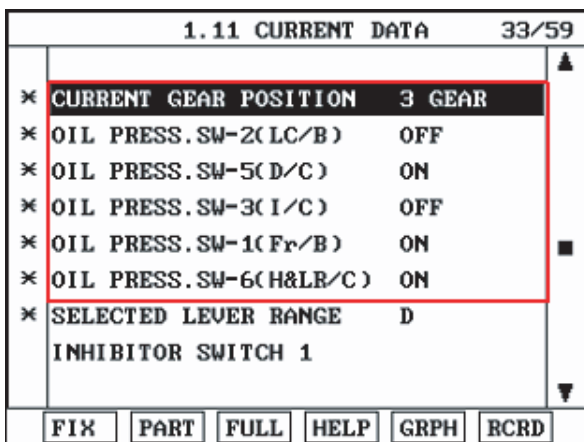 1.11 CURRENT DATA 33/59
* CURRENT GEAR POSITION 3 GEAR
* OIL PRESS.SW-2(LC/B) OFF
* OIL PRESS.SW-5(D/C) ON
* OIL PRESS.SW-3(I/C) OFF
* OIL PRESS.SW-1(Fr/B) ON
* OIL PRESS.SW-6(H&LR/C) ON
* SELECTED LEVER RANGE D
INHIBITOR SWITCH 1
FIX PART FULL HELP GRPH RCRD